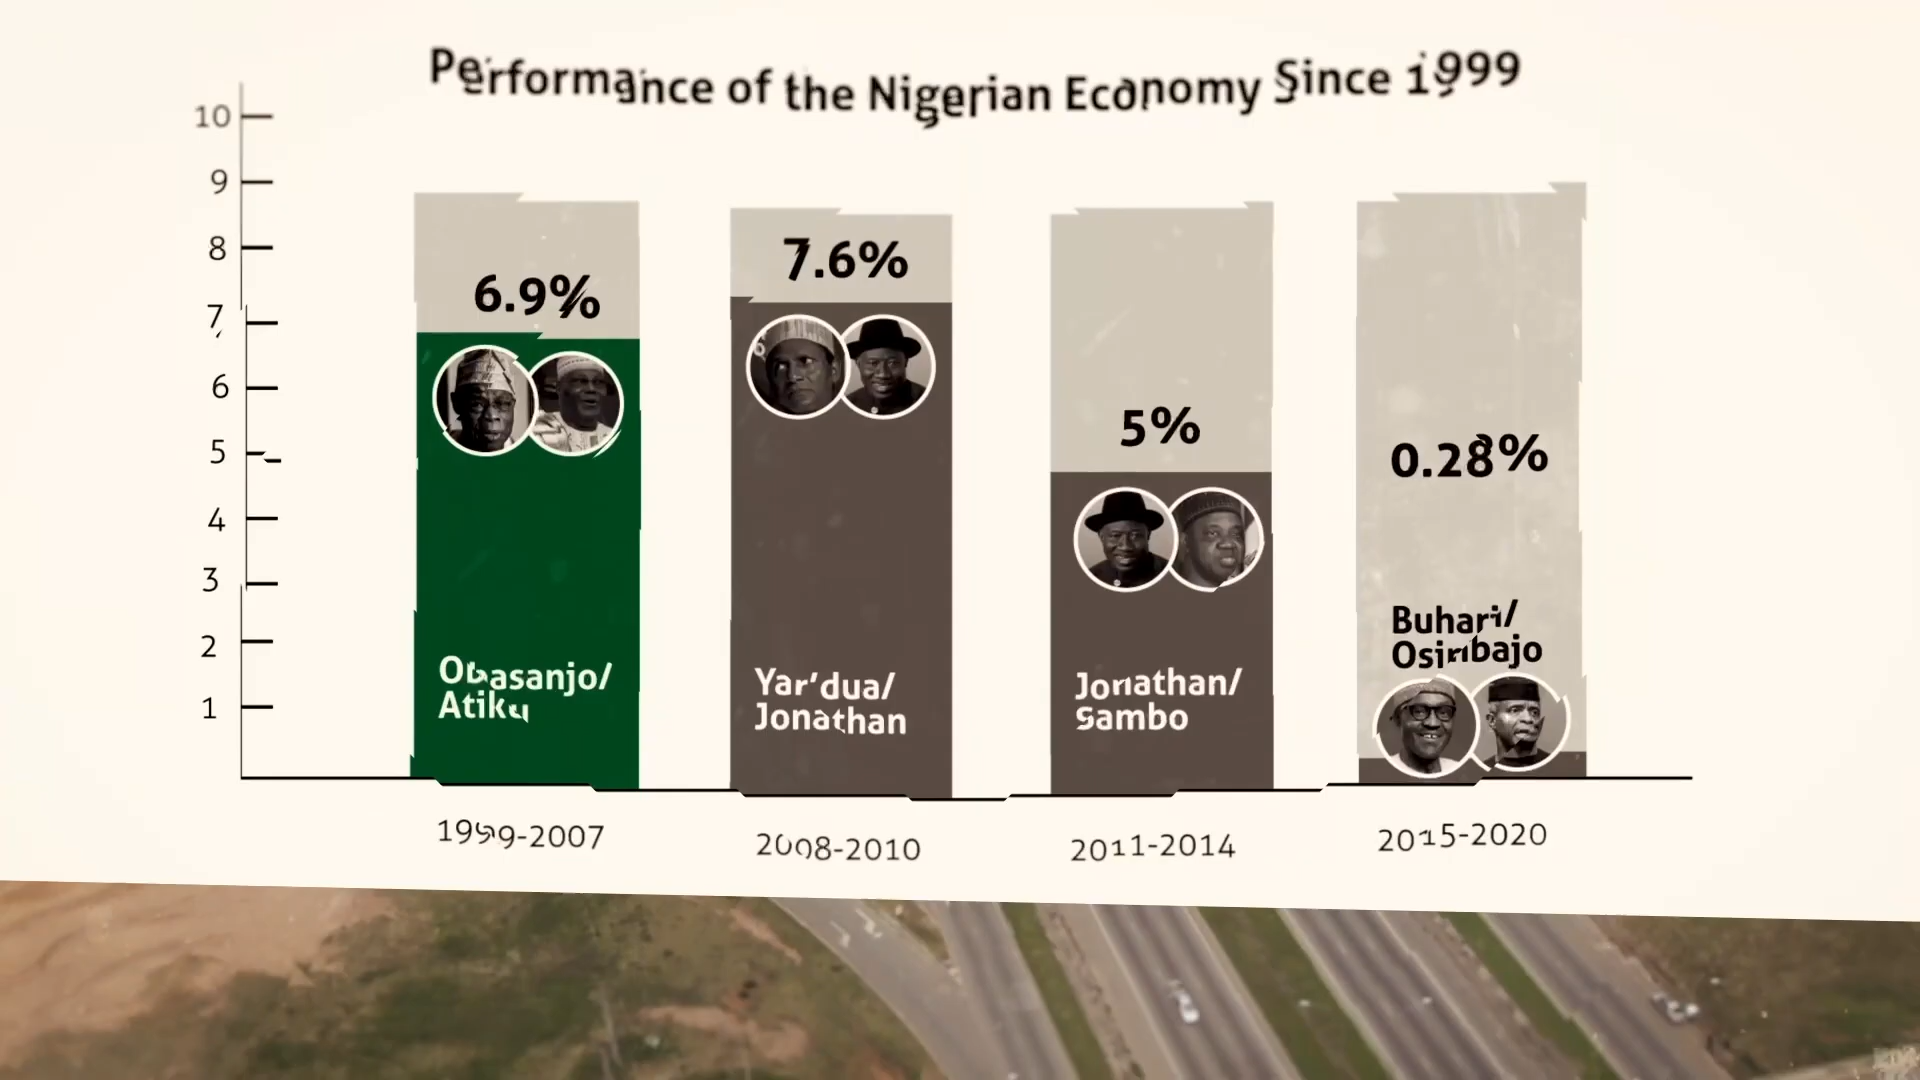 Performance of the Nigerian Economy Since 1999
10
9
8
7
6
5
4
3
2
1
6.9%
7.6%
5%
0.28%
Obasanjo/
Atiku
Yar'dua/
Jonathan
Jonathan/
Sambo
Buhari/
Osinbajo
1999-2007
2008-2010
2011-2014
2015-2020